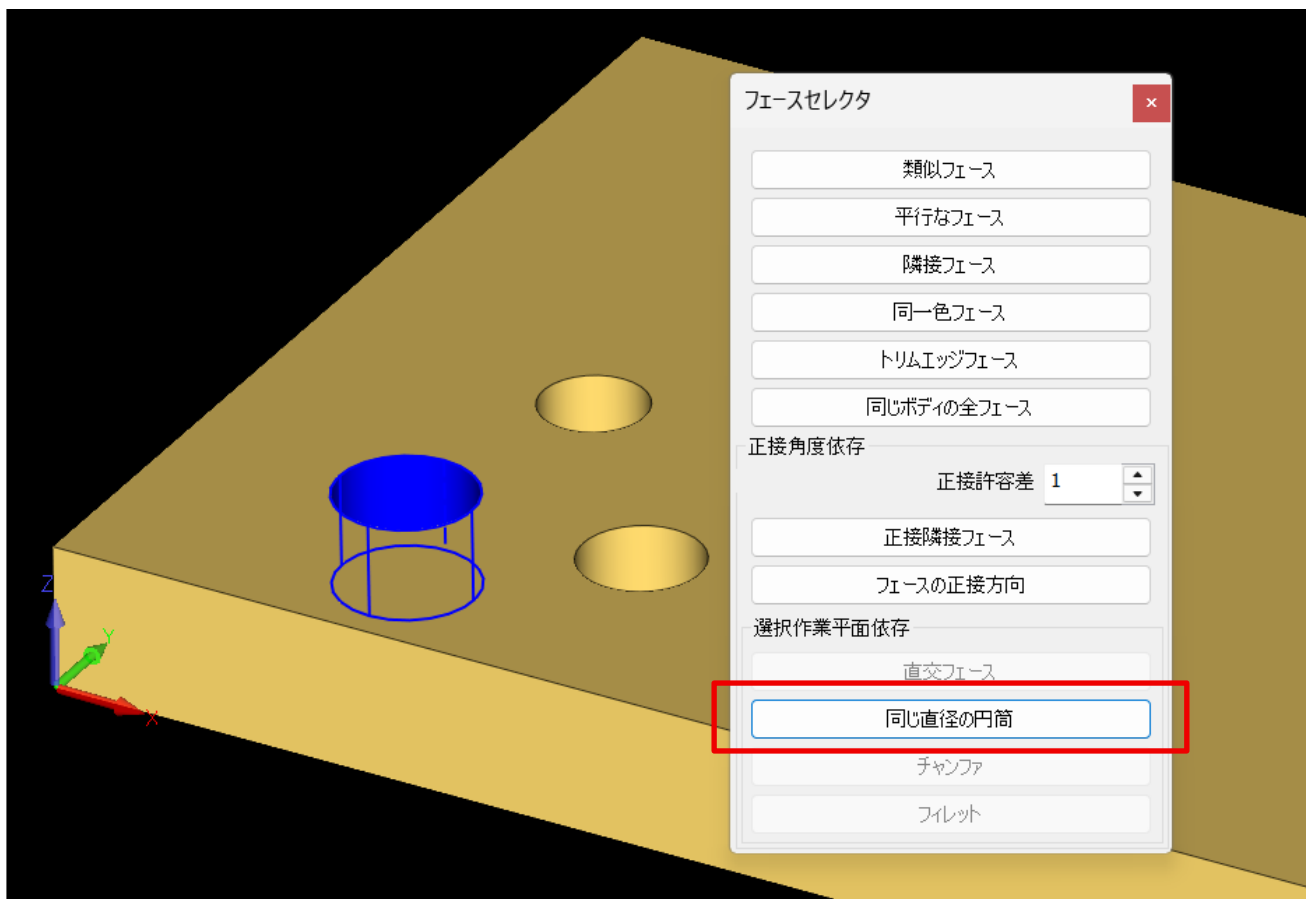 フェースセレクタ
×
類似フェース
平行なフェース
隣接フェース
同一色フェース
トリムエッジフェース
同じボディの全フェース
正接角度依存
正接許容差 1
正接隣接フェース
フェースの正接方向
選択作業平面依存
直交フェース
同じ直径の円筒
チャンファ
フィレット
Z
Y
X